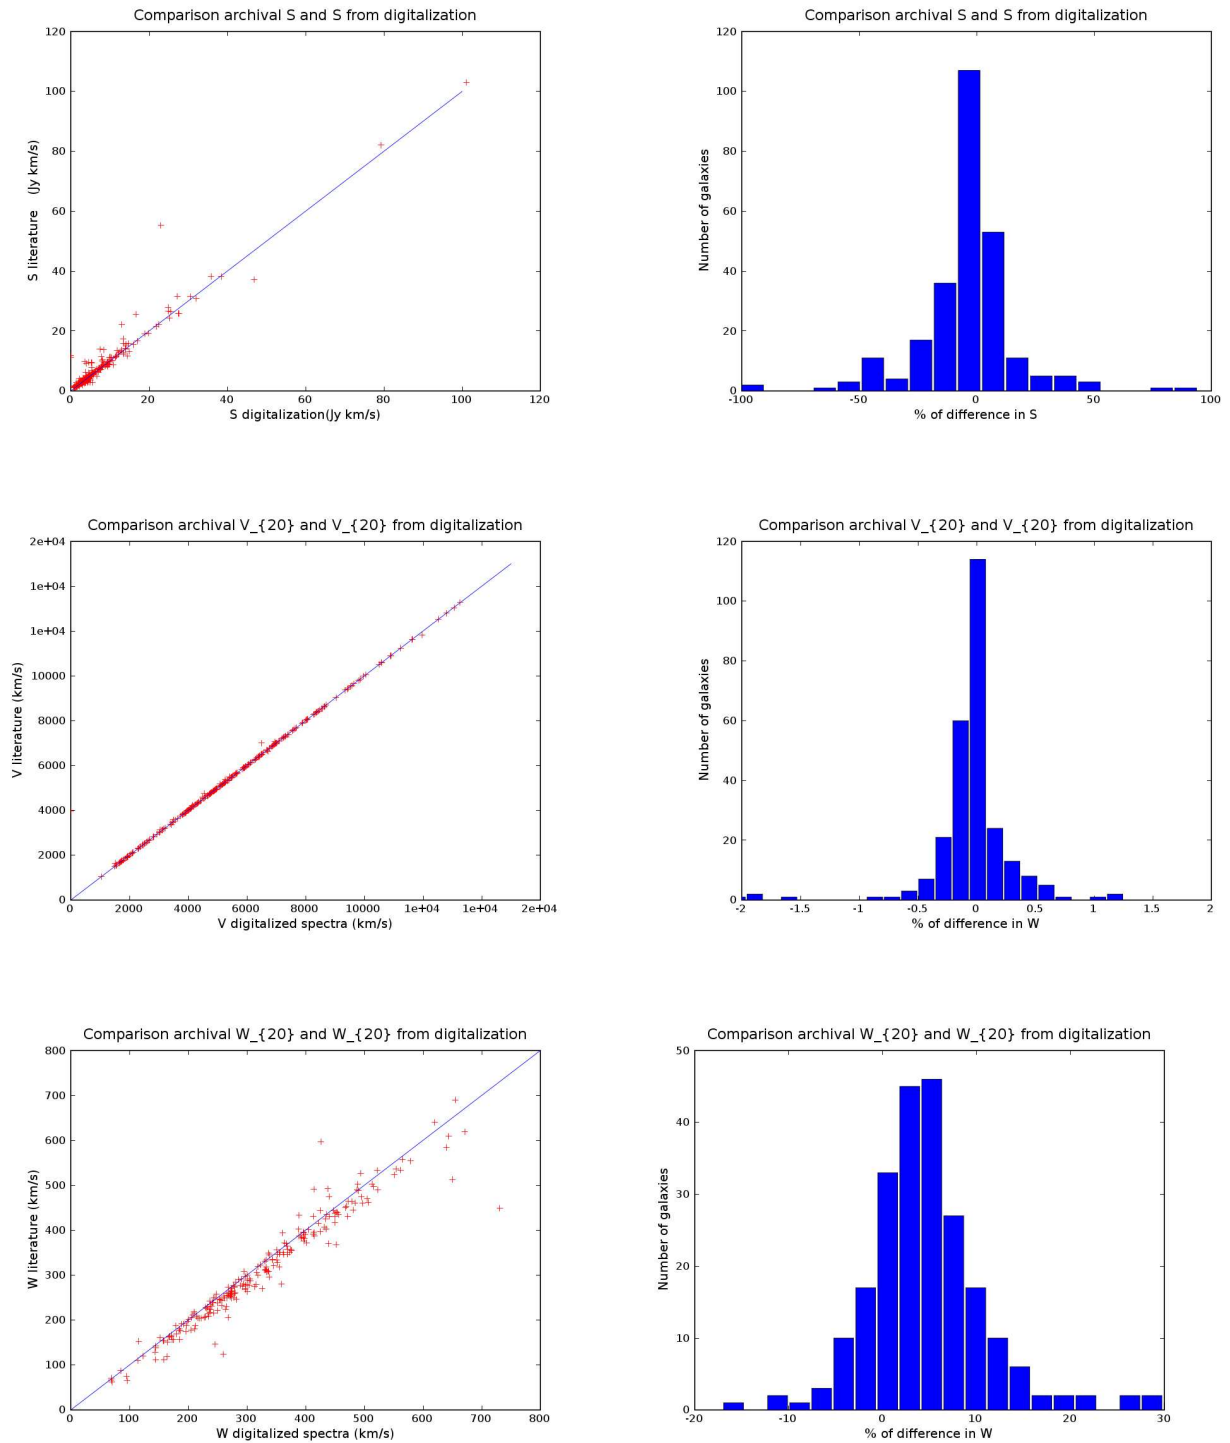 Comparison archival S and S from digitalization
120
100
80
60
40
20
0
S literature (Jy km/s)
0 20 40 60 80 100 120
S digitalization(Jy km/s)
Comparison archival S and S from digitalization
120
100
80
60
40
20
0
Number of galaxies
-100 -50 0 50 100
% of difference in S
Comparison archival V_{20} and V_{20} from digitalization
2e+04
1e+04
1e+04
10000
8000
6000
4000
2000
0
V literature (km/s)
0 2000 4000 6000 8000 10000 1e+04 1e+04 2e+04
V digitalized spectra (km/s)
Comparison archival V_{20} and V_{20} from digitalization
120
100
80
60
40
20
0
Number of galaxies
-2 -1.5 -1 -0.5 0 0.5 1 1.5 2
% of difference in W
Comparison archival W_{20} and W_{20} from digitalization
800
700
600
500
400
300
200
100
0
W literature (km/s)
0 100 200 300 400 500 600 700 800
W digitalized spectra (km/s)
Comparison archival W_{20} and W_{20} from digitalization
50
40
30
20
10
0
Number of galaxies
-20 -10 0 10 20 30
% of difference in W